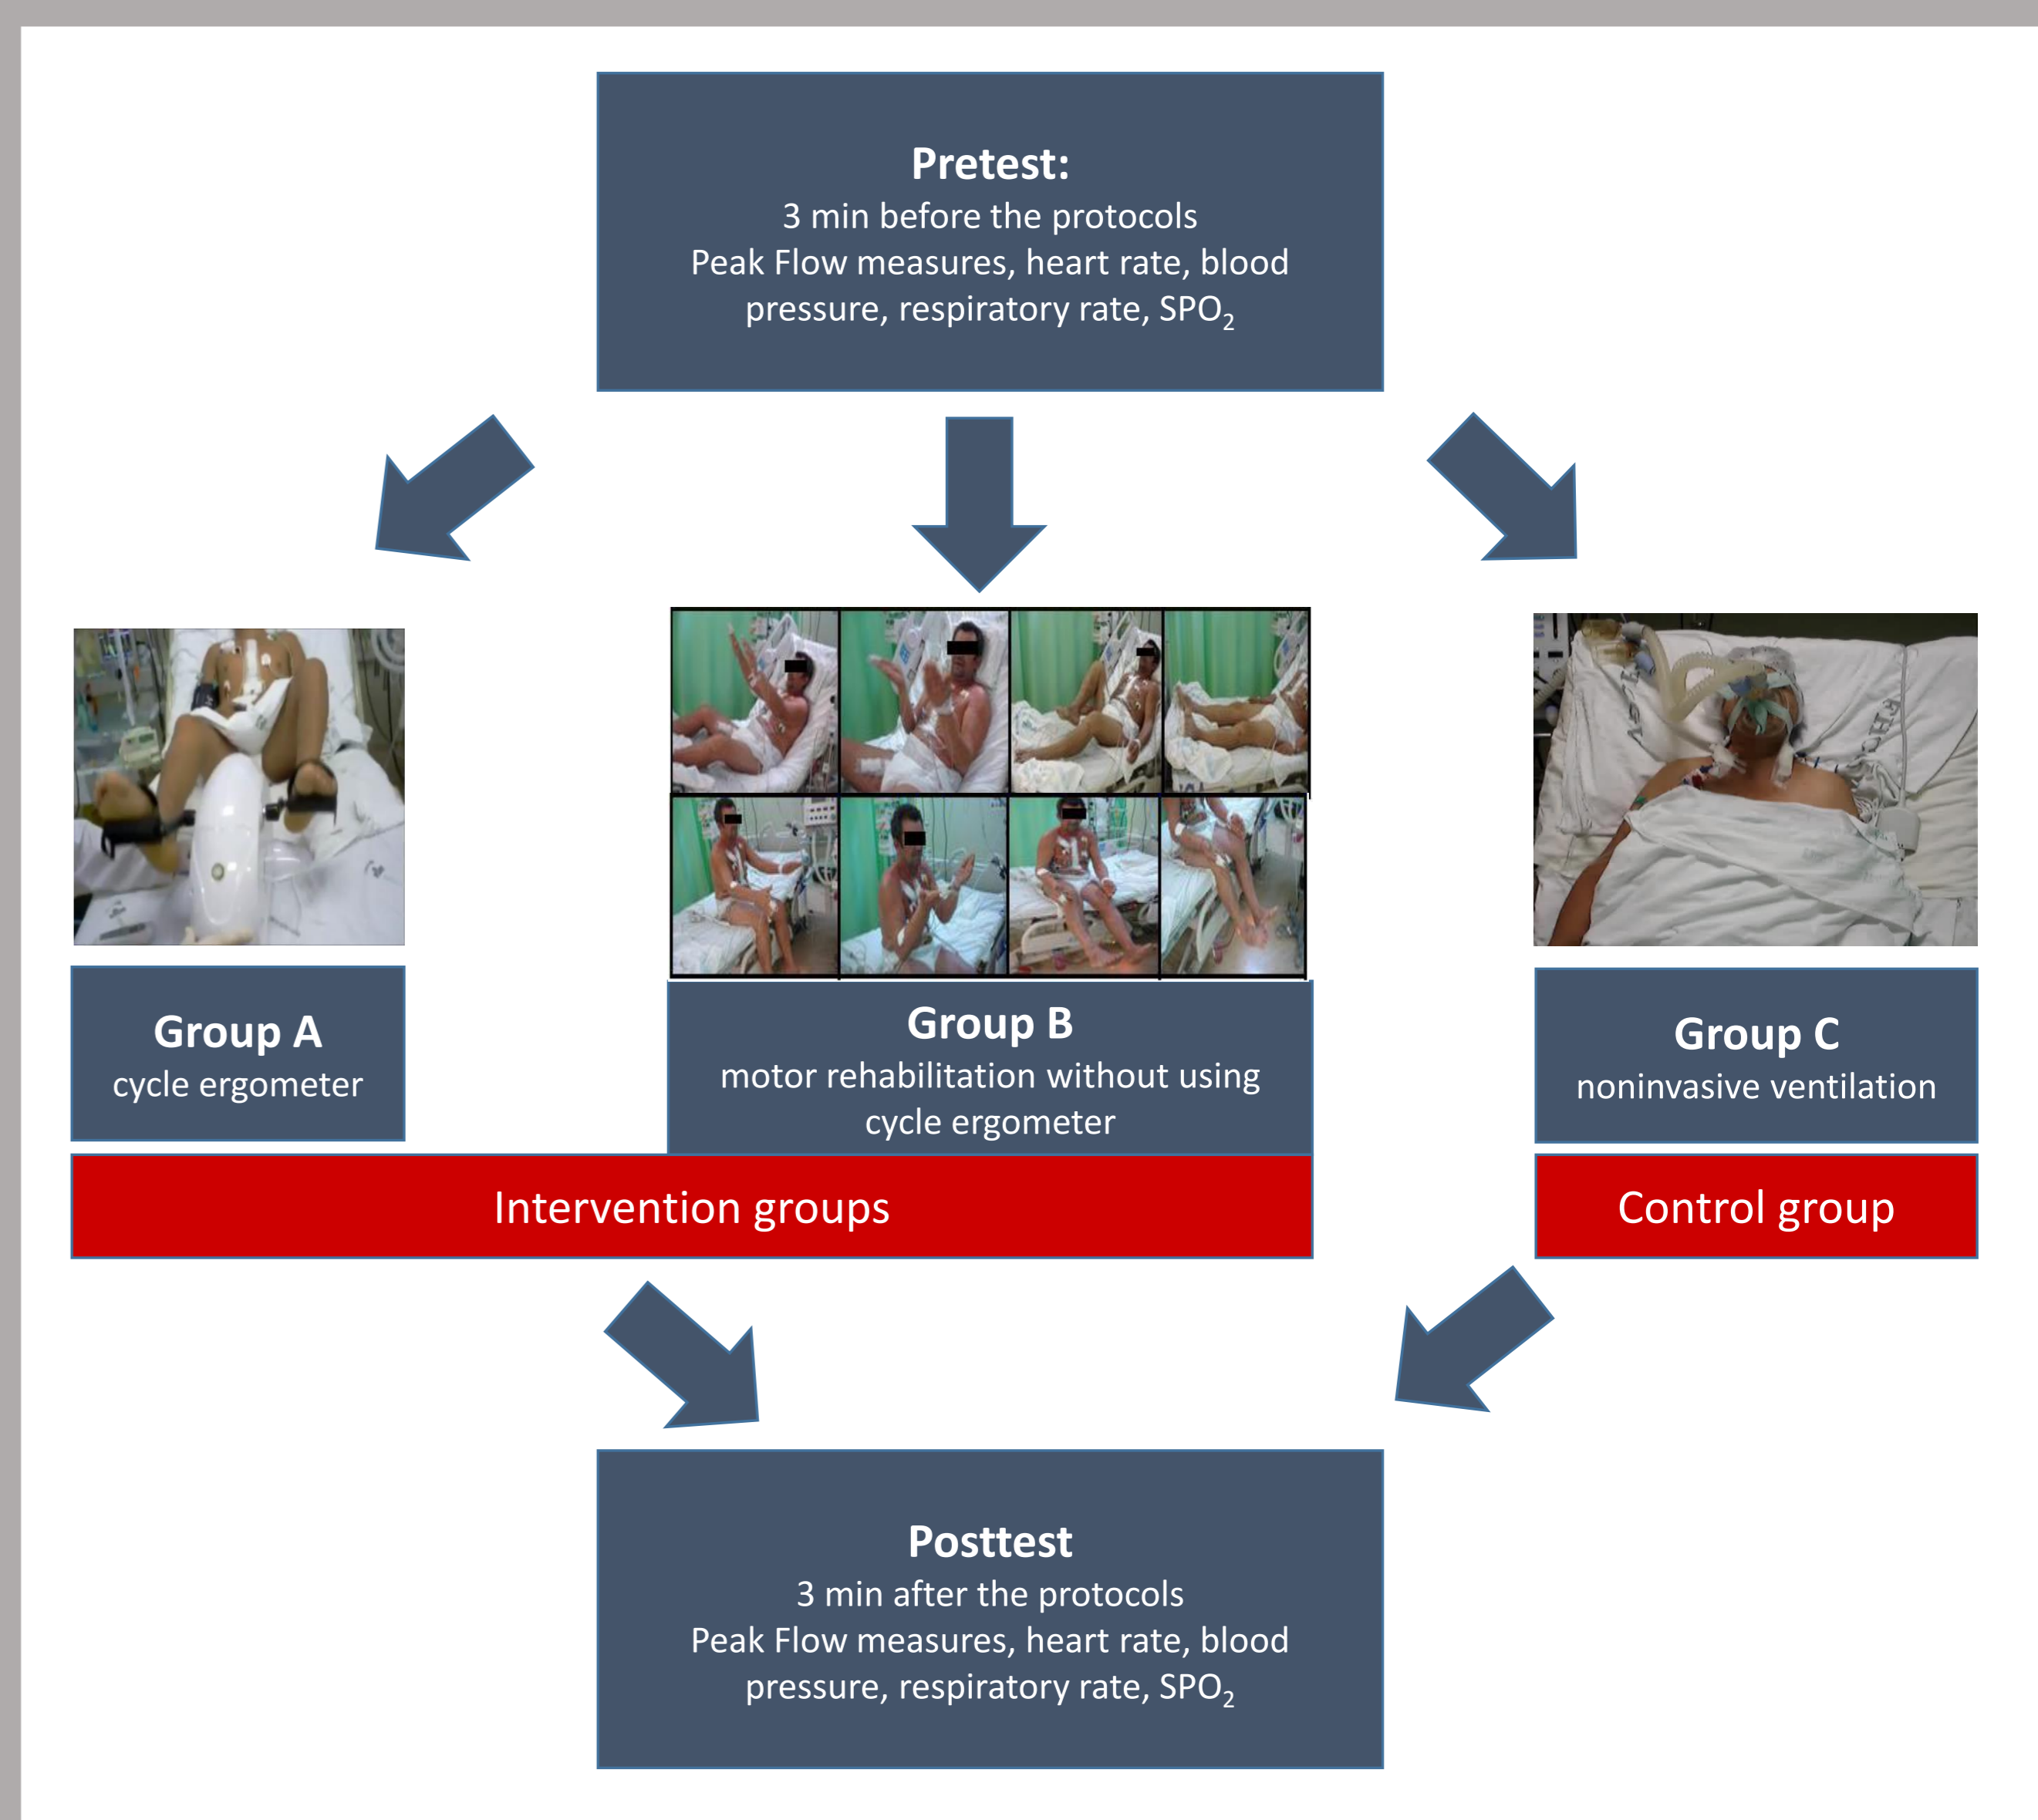 Pretest:
3 min before the protocols
Peak Flow measures, heart rate, blood
pressure, respiratory rate, SPO₂
Group A
cycle ergometer
Group B
motor rehabilitation without using
cycle ergometer
Group C
noninvasive ventilation
Intervention groups
Control group
Posttest
3 min after the protocols
Peak Flow measures, heart rate, blood
pressure, respiratory rate, SPO₂